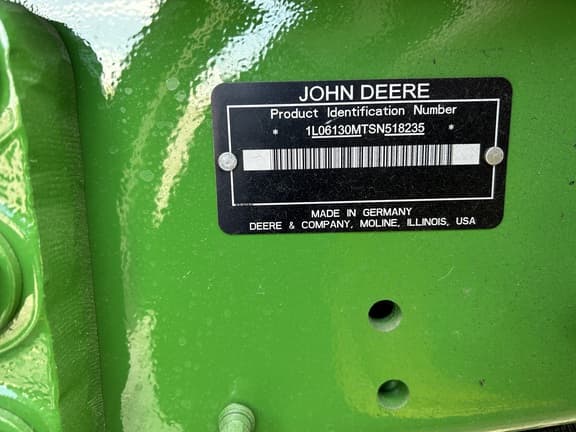 JOHN DEERE
Product Identification Number
* 1L06130MTSN518235 *
MADE IN GERMANY
DEERE & COMPANY, MOLINE, ILLINOIS, USA